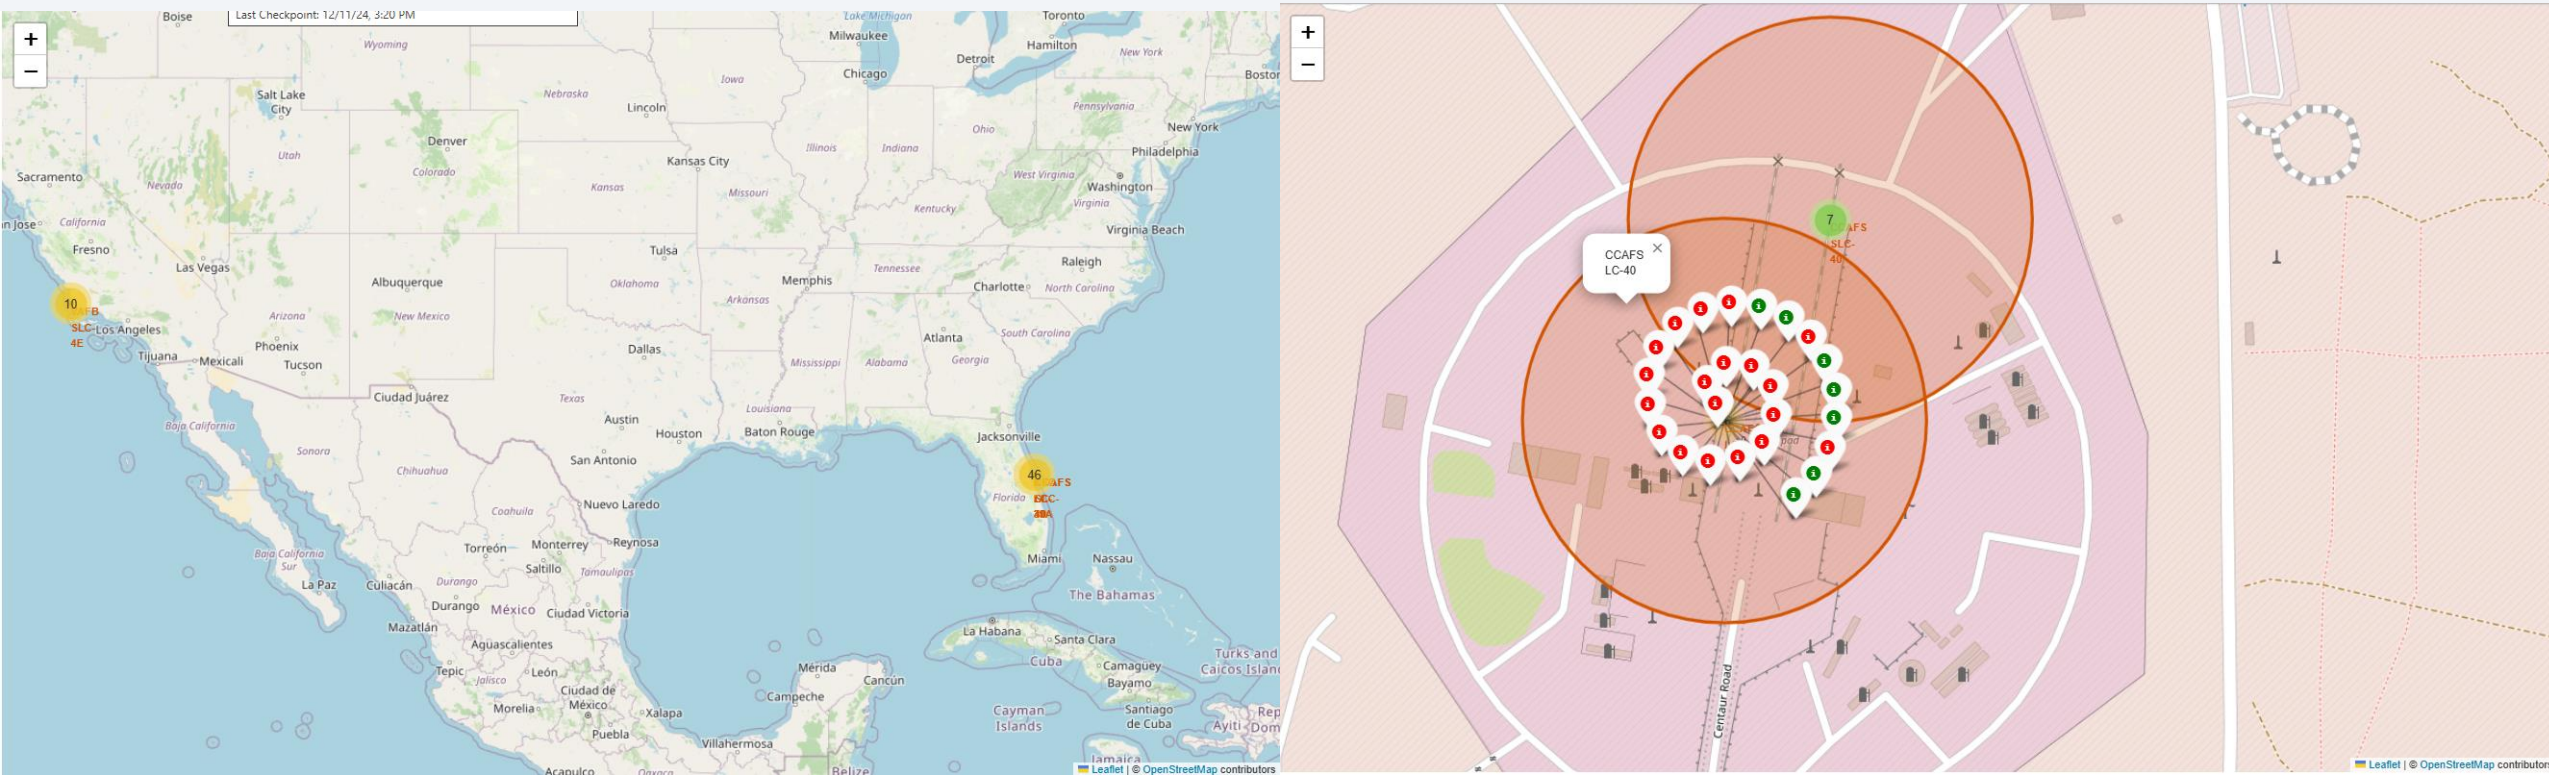 Last Checkpoint: 12/11/24, 3:20 PM
+
−
Boise
Lake Michigan
Toronto
Milwaukee
Hamilton
Wyoming
New York
Detroit
Chicago
Boston
Iowa
Salt Lake
City
Nebraska
Lincoln
Pennsylvania
Ohio
New York
Denver
Utah
Illinois
Indiana
Philadelphia
Kansas City
Colorado
Sacramento
Nevada
Kansas
Missouri
West Virginia
Washington
Virginia
Kentucky
California
n Jose
Virginia Beach
Fresno
Tulsa
Las Vegas
Raleigh
Albuquerque
Memphis
Tennessee
Oklahoma
Charlotte
North Carolina
10
Arkansas
SLC-
4E
Los Angeles
Arizona
New Mexico
Phoenix
Atlanta
South Carolina
Tijuana
Mexicali
Tucson
Dallas
Mississippi
Alabama
Georgia
Ciudad Juárez
Texas
Louisiana
Austin
Houston
Baton Rouge
Jacksonville
Baja California
Sonora
San Antonio
Chihuahua
46
Florida
Nuevo Laredo
Coahuila
Baja California
Sur
Torreón
Monterrey
Reynosa
Miami
Nassau
Saltillo
La Paz
Culiacán
Durango
Tamaulipas
The Bahamas
Durango
México
Ciudad Victoria
Mazatlán
La Habana
Santa Clara
Aguascalientes
Turks and
Caicos Islan
Cuba
Camagüey
Tepic
León
Mérida
Cancún
Bayamo
Jalisco
Ciudad de
México
Campeche
Morelia
Xalapa
Cayman
Islands
Santiago
de Cuba
Rep
Ayiti
Dom
Puebla
Villahermosa
Jamaica
Acapulco
Oaxaca
Belize
Leaflet | © OpenStreetMap contributors
+
−
7
SLC-
40
CCAFS
LC-40
×
Centaur Road
Leaflet | © OpenStreetMap contributors